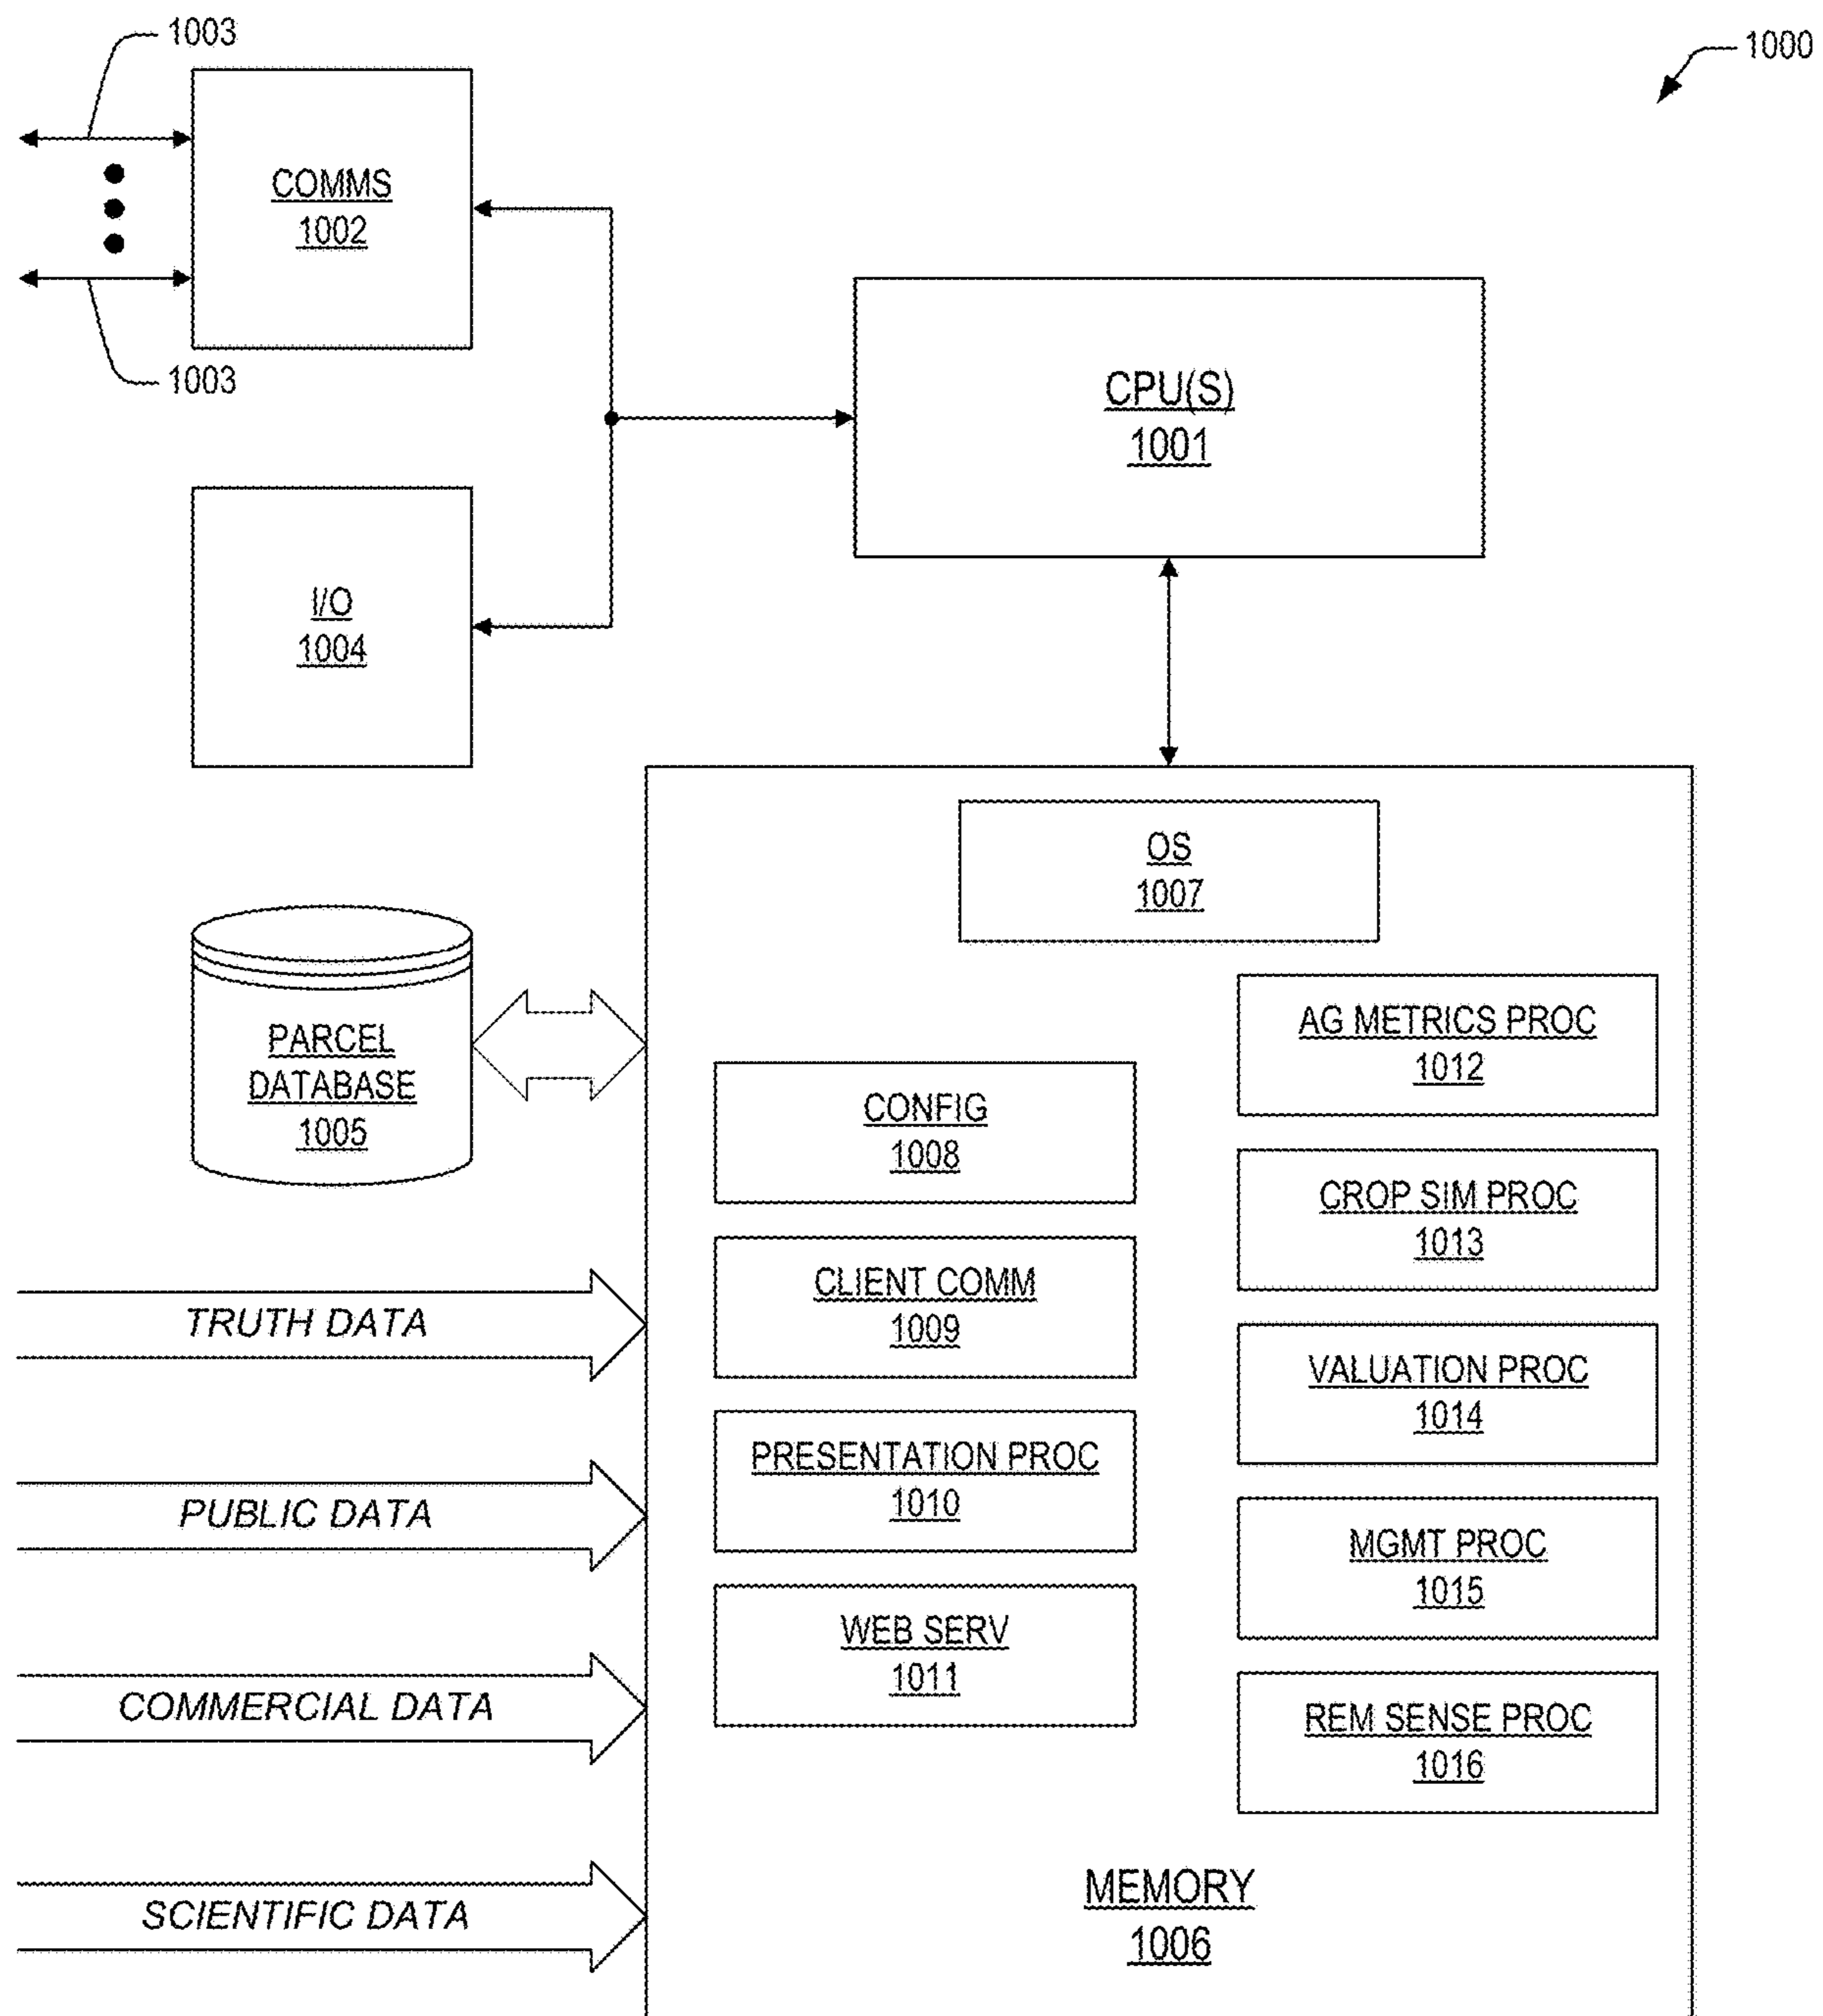 1003
1000
COMMS
1002
1003
CPU(S)
1001
I/O
1004
OS
1007
PARCEL
DATABASE
1005
AG METRICS PROC
1012
CONFIG
1008
CROP SIM PROC
1013
CLIENT COMM
1009
TRUTH DATA
VALUATION PROC
1014
PRESENTATION PROC
1010
PUBLIC DATA
MGMT PROC
1015
WEB SERV
1011
COMMERCIAL DATA
REM SENSE PROC
1016
SCIENTIFIC DATA
MEMORY
1006